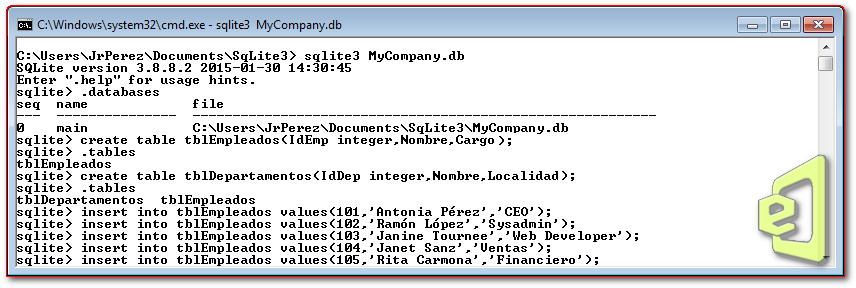 C:\Windows\system32\cmd.exe - sqlite3  MyCompany.db
C:\Users\JrPerez\Documents\SqLite3> sqlite3  MyCompany.db
SQLite version 3.8.8.2 2015-01-30 14:30:45
Enter ".help" for usage hints.
sqlite> .databases
seq  name             file
---  ---------------  ----------------------------------------------------------
0    main             C:\Users\JrPerez\Documents\SqLite3\MyCompany.db
sqlite> create table tblEmpleados(IdEmp integer,Nombre,Cargo);
sqlite> .tables
tblEmpleados
sqlite> create table tblDepartamentos(IdDep integer,Nombre,Localidad);
sqlite> .tables
tblDepartamentos  tblEmpleados
sqlite> insert into tblEmpleados values(101,'Antonia Pérez','CEO');
sqlite> insert into tblEmpleados values(102,'Ramón López','Sysadmin');
sqlite> insert into tblEmpleados values(103,'Janine Tournee','Web Developer');
sqlite> insert into tblEmpleados values(104,'Janet Sanz','Ventas');
sqlite> insert into tblEmpleados values(105,'Rita Carmona','Financiero');